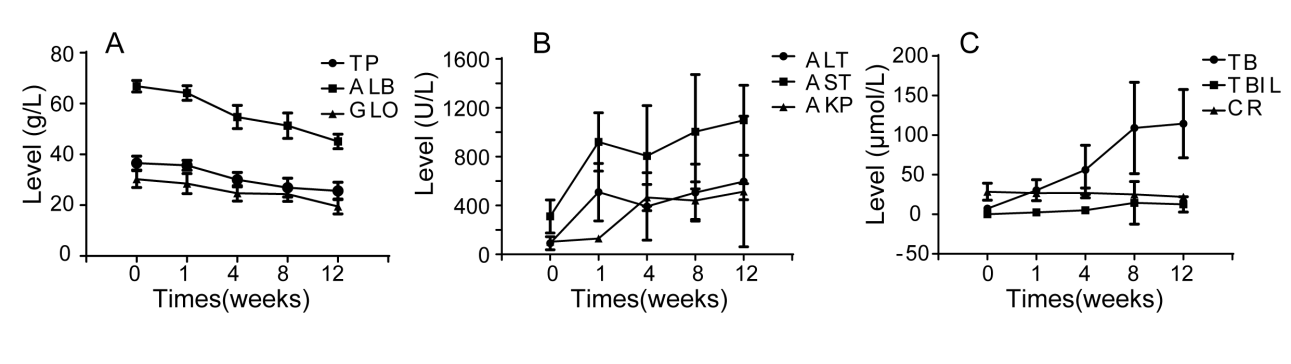 A
Level (g/L)
80
60
40
20
0
0 1 4 8 12
Times(weeks)
TP
ALB
GLO
B
Level (U/L)
1600
1200
800
400
0
0 1 4 8 12
Times(weeks)
ALT
AST
AKP
C
Level (μmol/L)
200
150
100
50
0
-50
0 1 4 8 12
Times(weeks)
TB
TBIL
CR